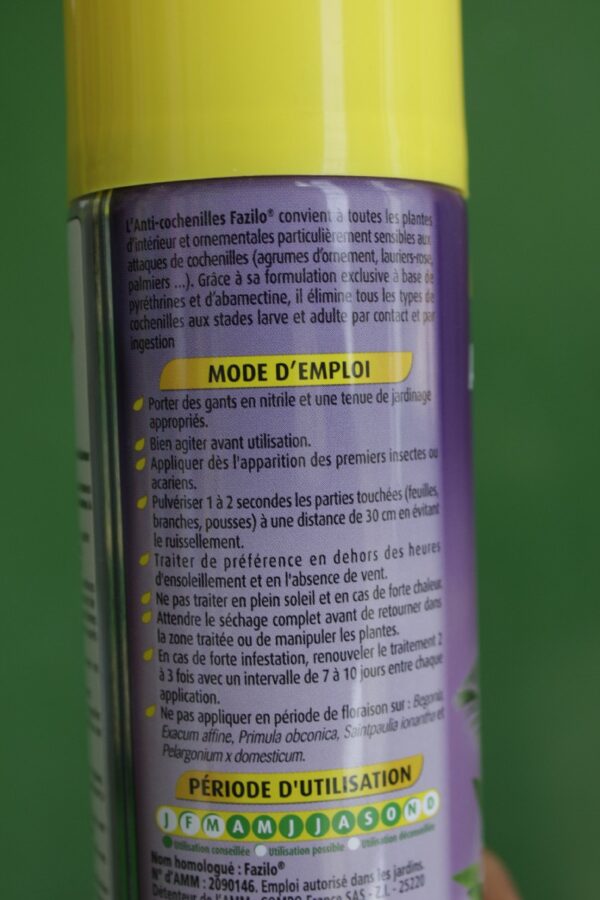 L'Anti-cochenilles Fazilo® convient à toutes les plantes
d'intérieur et ornementales particulièrement sensibles aux
attaques de cochenilles (agrumes d'ornement, lauriers-rose,
palmiers ...). Grâce à sa formulation exclusive à base de
pyréthrines et d'abamectine, il élimine tous les types de
cochenilles aux stades larve et adulte par contact et par
ingestion
MODE D'EMPLOI
Porter des gants en nitrile et une tenue de jardinage
appropriés.
Bien agiter avant utilisation.
Appliquer dès l'apparition des premiers insectes ou
acariens.
Pulvériser 1 à 2 secondes les parties touchées (feuilles,
branches, pousses) à une distance de 30 cm en évitant
le ruissellement.
Traiter de préférence en dehors des heures
d'ensoleillement et en l'absence de vent.
Ne pas traiter en plein soleil et en cas de forte chaleur.
Attendre le séchage complet avant de retourner dans
la zone traitée ou de manipuler les plantes.
En cas de forte infestation, renouveler le traitement 2
à 3 fois avec un intervalle de 7 à 10 jours entre chaque
application.
Ne pas appliquer en période de floraison sur : Begonia,
Exacum affine, Primula obconica, Saintpaulia ionantha et
Pelargonium x domesticum.
PÉRIODE D'UTILISATION
J F M A M J J A S O N D
Utilisation conseillée Utilisation possible Utilisation déconseillée
Nom homologué : Fazilo®
N° d'AMM : 2090146. Emploi autorisé dans les jardins.
Détenteur de l'AMM : COMPO France SAS - Z.I. - 25220